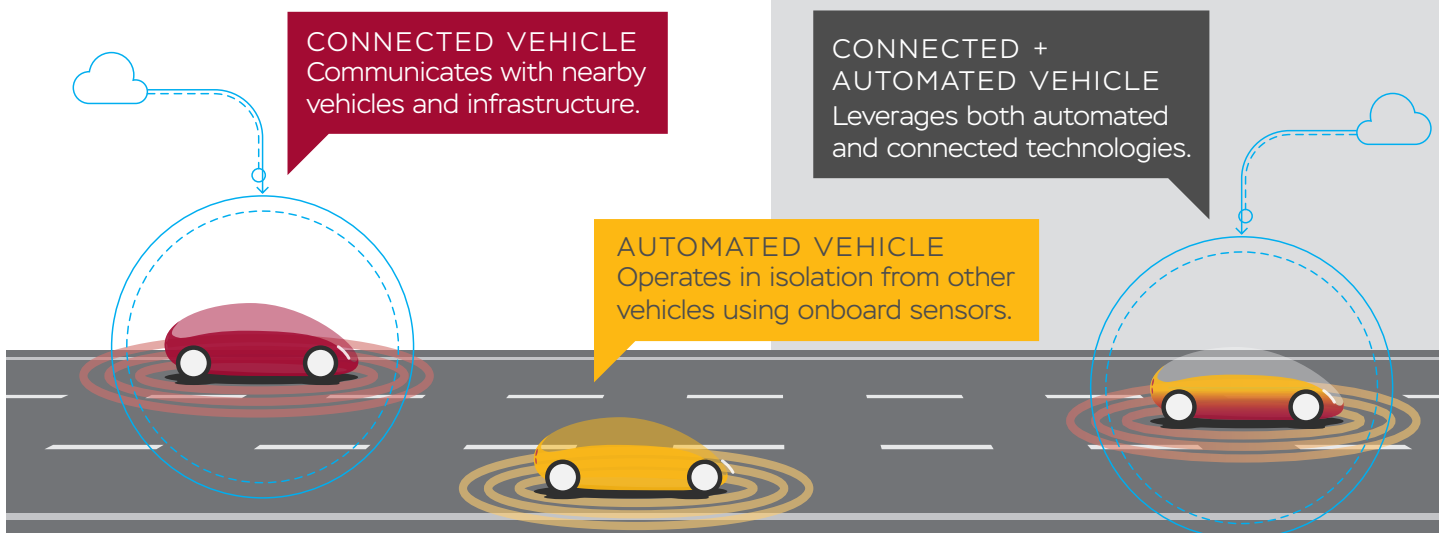 CONNECTED VEHICLE
Communicates with nearby
vehicles and infrastructure.
CONNECTED +
AUTOMATED VEHICLE
Leverages both automated
and connected technologies.
AUTOMATED VEHICLE
Operates in isolation from other
vehicles using onboard sensors.